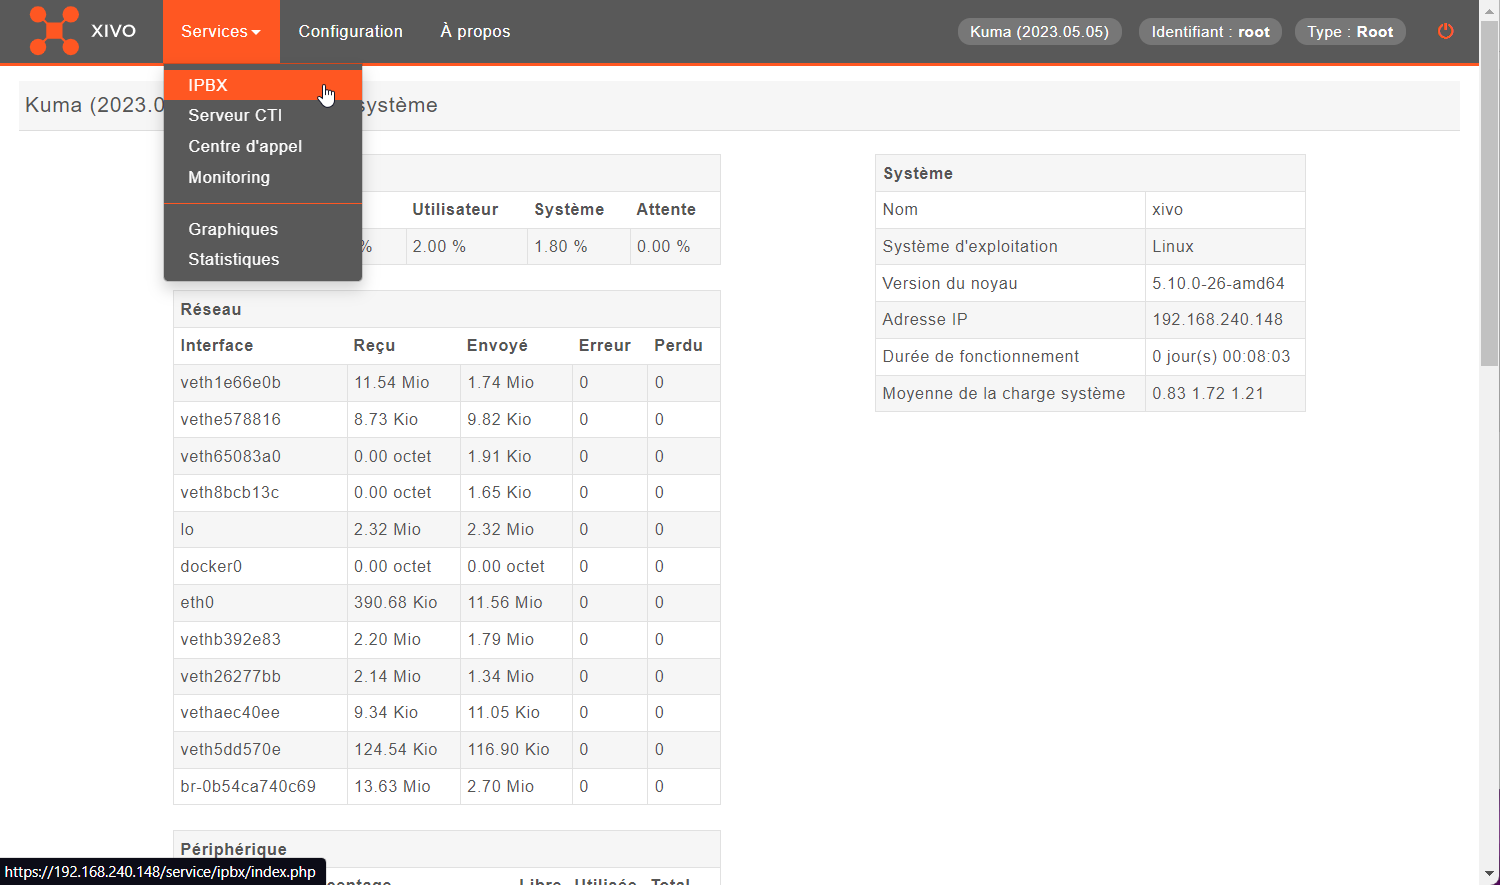 XIVO Services Configuration À propos Kuma (2023.05.05) Identifiant : root Type : Root
IPBX
Serveur CTI
Centre d'appel
Monitoring
Graphiques
Statistiques
Kuma (2023.0 système
Utilisateur Système Attente
% 2.00 % 1.80 % 0.00 %
Réseau
Interface Reçu Envoyé Erreur Perdu
veth1e66e0b 11.54 Mio 1.74 Mio 0 0
vethe578816 8.73 Kio 9.82 Kio 0 0
veth65083a0 0.00 octet 1.91 Kio 0 0
veth8bcb13c 0.00 octet 1.65 Kio 0 0
lo 2.32 Mio 2.32 Mio 0 0
docker0 0.00 octet 0.00 octet 0 0
eth0 390.68 Kio 11.56 Mio 0 0
vethb392e83 2.20 Mio 1.79 Mio 0 0
veth26277bb 2.14 Mio 1.34 Mio 0 0
vethaec40ee 9.34 Kio 11.05 Kio 0 0
veth5dd570e 124.54 Kio 116.90 Kio 0 0
br-0b54ca740c69 13.63 Mio 2.70 Mio 0 0
Périphérique
Libre Utilisée Total
Système
Nom xivo
Système d'exploitation Linux
Version du noyau 5.10.0-26-amd64
Adresse IP 192.168.240.148
Durée de fonctionnement 0 jour(s) 00:08:03
Moyenne de la charge système 0.83 1.72 1.21
https://192.168.240.148/service/ipbx/index.php